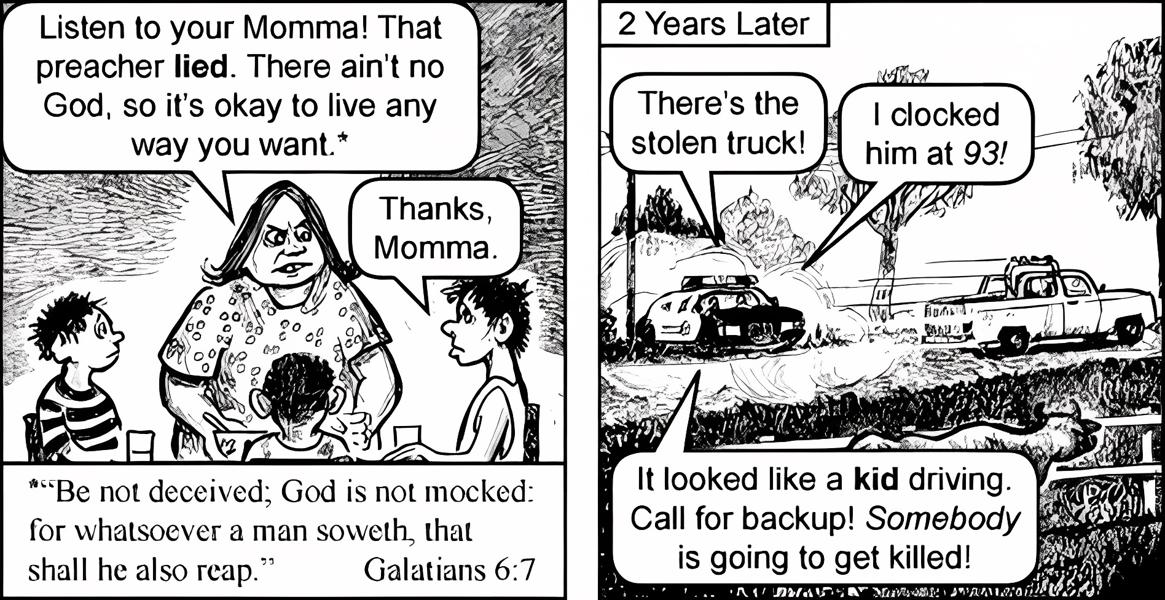 Listen to your Momma! That
preacher lied. There ain't no
God, so it's okay to live any
way you want.*
Thanks,
Momma.
*“Be not deceived; God is not mocked:
for whatsoever a man soweth, that
shall he also reap.” Galatians 6:7
2 Years Later
There's the
stolen truck!
I clocked
him at 93!
It looked like a kid driving.
Call for backup! Somebody
is going to get killed!